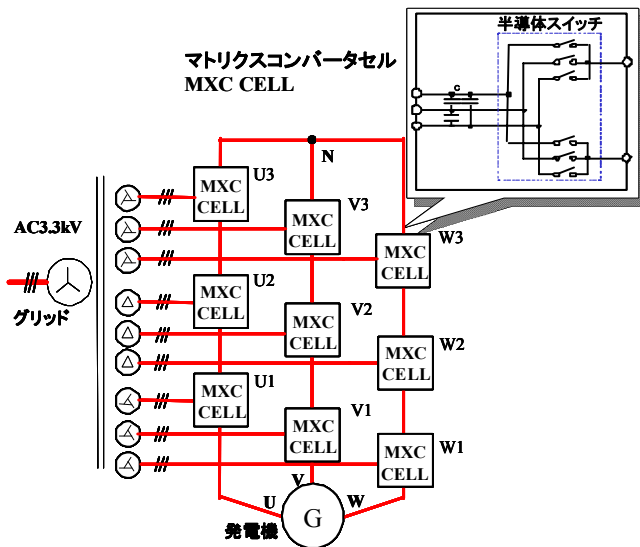 半導体スイッチ
C
マトリクスコンバータセル
MXC CELL
N
U3
MXC
CELL
V3
MXC
CELL
AC3.3kV
W3
MXC
CELL
U2
MXC
CELL
グリッド
V2
MXC
CELL
W2
MXC
CELL
U1
MXC
CELL
V1
MXC
CELL
W1
MXC
CELL
U
V
W
G
発電機